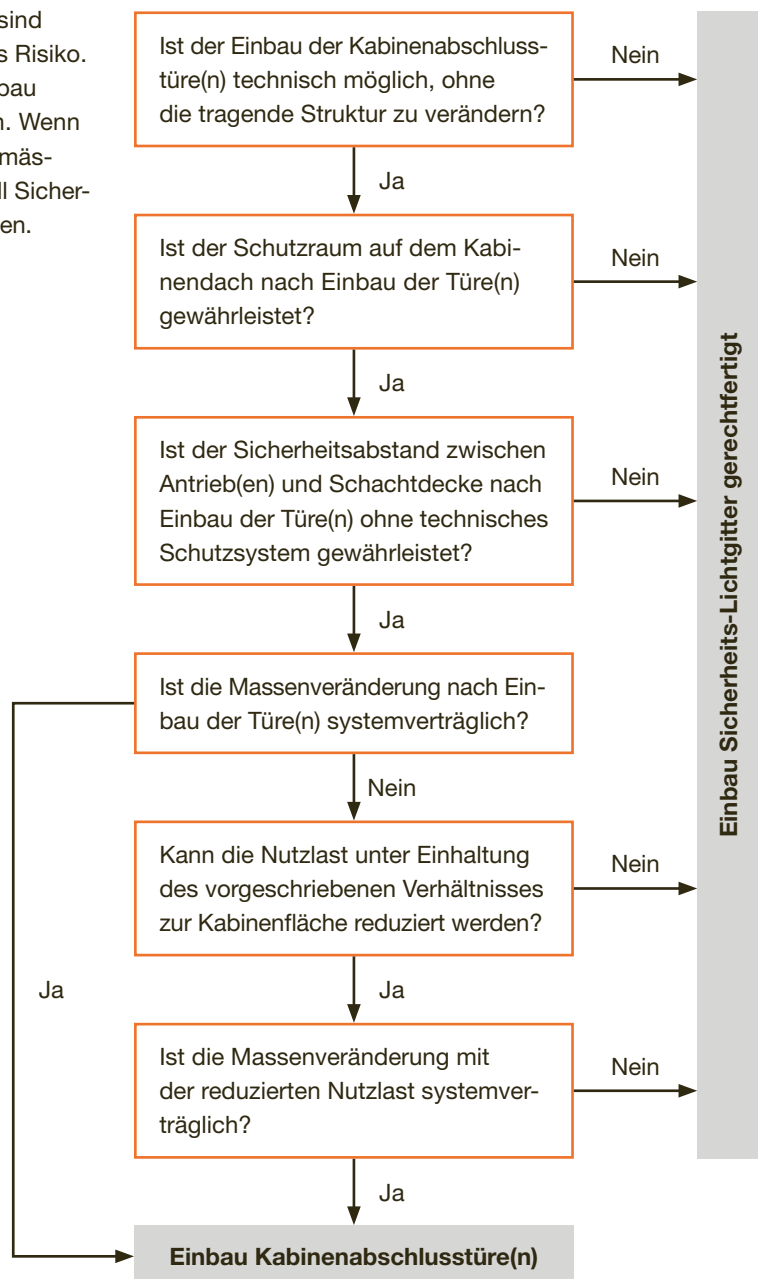 sind
s Risiko.
bau
n. Wenn
mäs-
ll Sicher-
en.
Ist der Einbau der Kabinenabschluss-
türe(n) technisch möglich, ohne
die tragende Struktur zu verändern?
Nein
Ja
Ist der Schutzraum auf dem Kabi-
nendach nach Einbau der Türe(n)
gewährleistet?
Nein
Ja
Ist der Sicherheitsabstand zwischen
Antrieb(en) und Schachtdecke nach
Einbau der Türe(n) ohne technisches
Schutzsystem gewährleistet?
Nein
Ja
Ist die Massenveränderung nach Ein-
bau der Türe(n) systemverträglich?
Nein
Kann die Nutzlast unter Einhaltung
des vorgeschriebenen Verhältnisses
zur Kabinenfläche reduziert werden?
Nein
Ja
Ja
Ist die Massenveränderung mit
der reduzierten Nutzlast systemver-
träglich?
Nein
Ja
Einbau Kabinenabschlusstüre(n)
Einbau Sicherheits-Lichtgitter gerechtfertigt